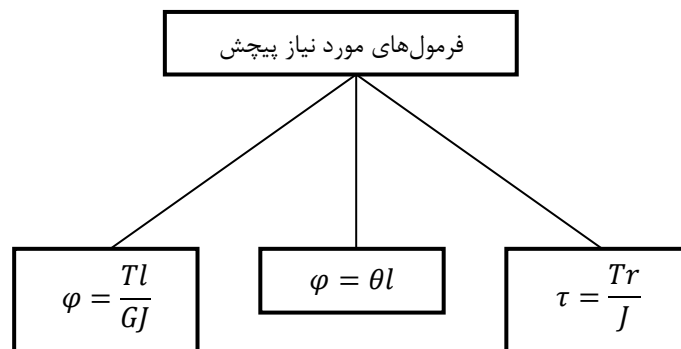 فرمول‌های مورد نیاز پیچش
φ = Tl/GJ
φ = θl
τ = Tr/J